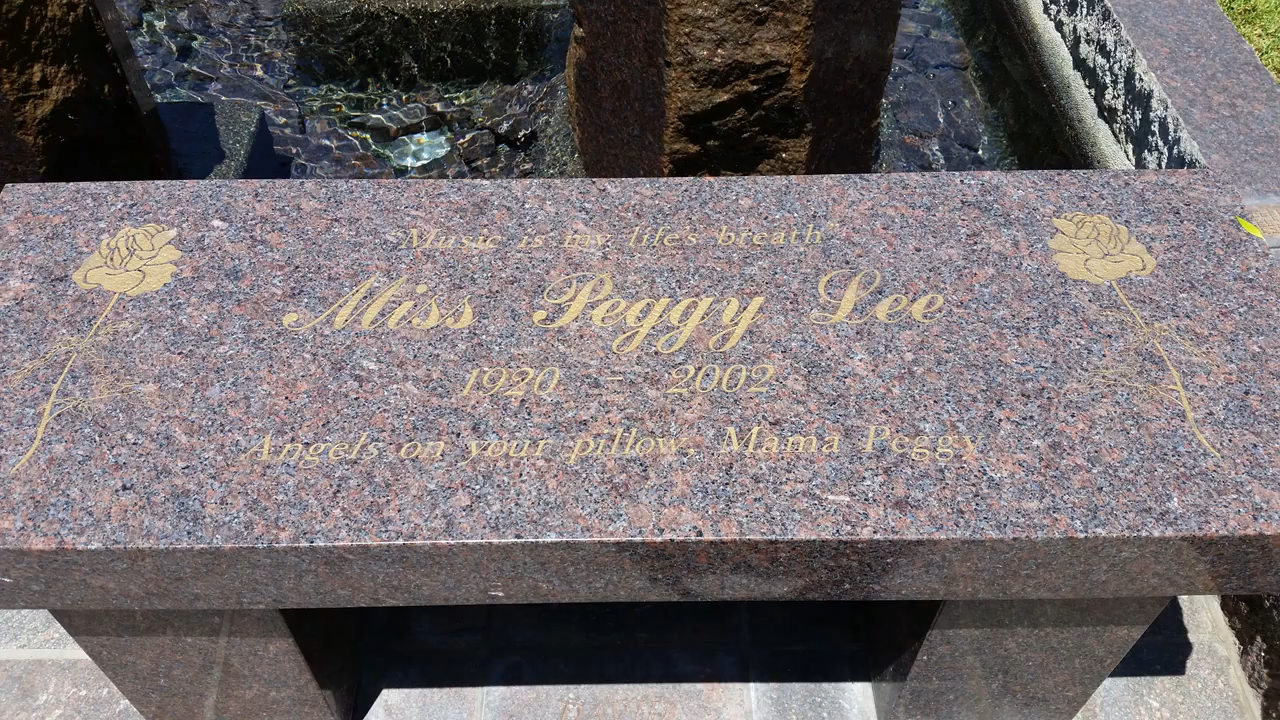 "Music is my life's breath"
Miss Peggy Lee
1920 - 2002
Angels on your pillow, Mama Peggy